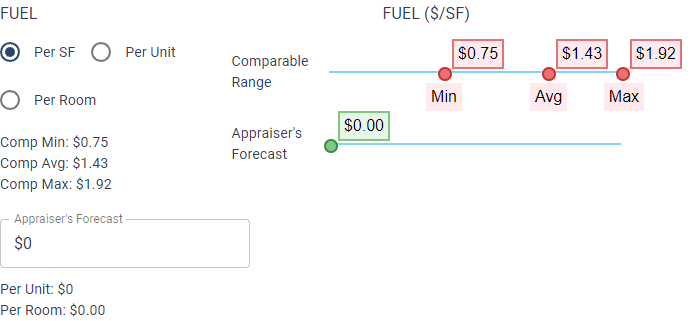 FUEL
Per SF
Per Unit
Per Room
Comp Min: $0.75
Comp Avg: $1.43
Comp Max: $1.92
Appraiser's Forecast
$0
Per Unit: $0
Per Room: $0.00
FUEL ($/SF)
Comparable
Range
$0.75
$1.43
$1.92
Min
Avg
Max
Appraiser's
Forecast
$0.00